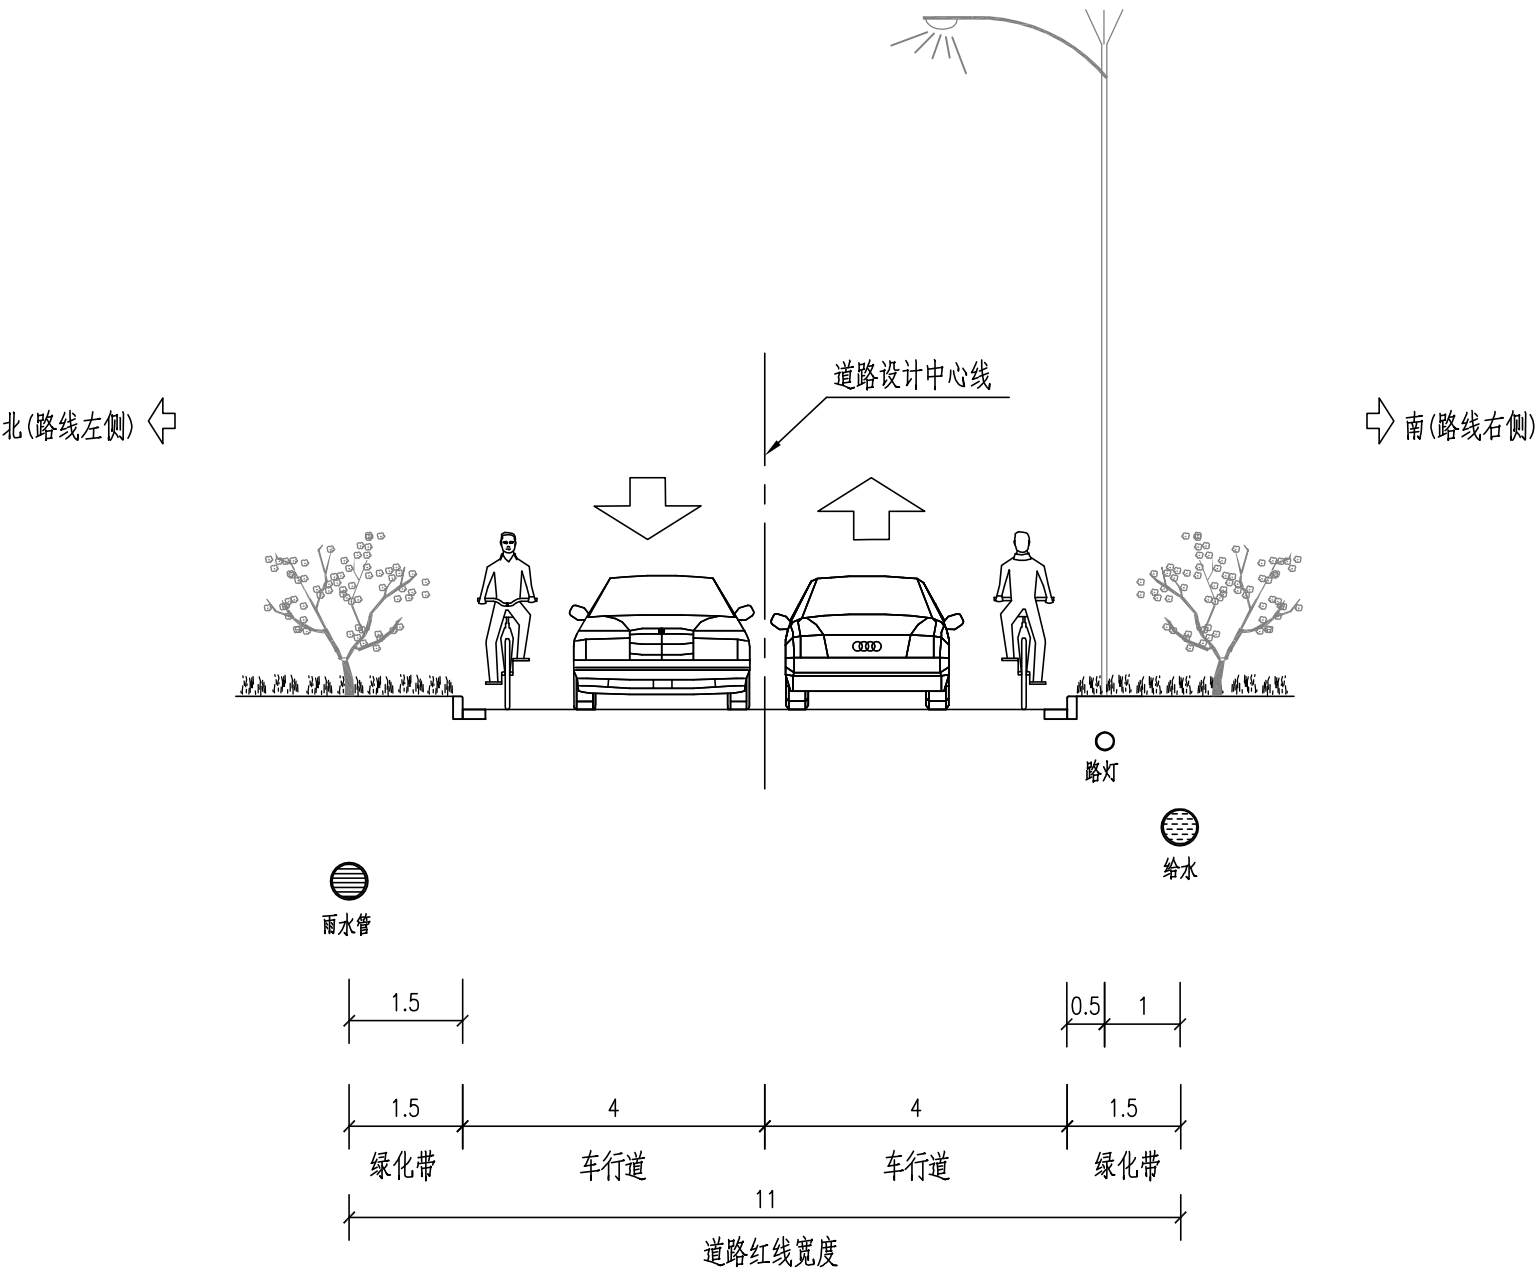 道路设计中心线
北(路线左侧)
南(路线右侧)
路灯
给水
雨水管
1.5
0.5
1
1.5
4
4
1.5
绿化带
车行道
车行道
绿化带
11
道路红线宽度